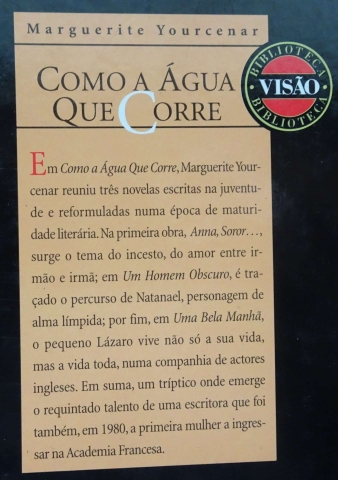 Marguerite Yourcenar
COMO A ÁGUA
QUE CORRE
BIBLIOTECA
VISÃO
BIBLIOTECA
Em Como a Água Que Corre, Marguerite Your-
cenar reuniu três novelas escritas na juventu-
de e reformuladas numa época de maturi-
dade literária. Na primeira obra, Anna, Soror...,
surge o tema do incesto, do amor entre ir-
mão e irmã; em Um Homem Obscuro, é tra-
çado o percurso de Natanael, personagem de
alma límpida; por fim, em Uma Bela Manhã,
o pequeno Lázaro vive não só a sua vida,
mas a vida toda, numa companhia de actores
ingleses. Em suma, um tríptico onde emerge
o requintado talento de uma escritora que foi
também, em 1980, a primeira mulher a ingres-
sar na Academia Francesa.